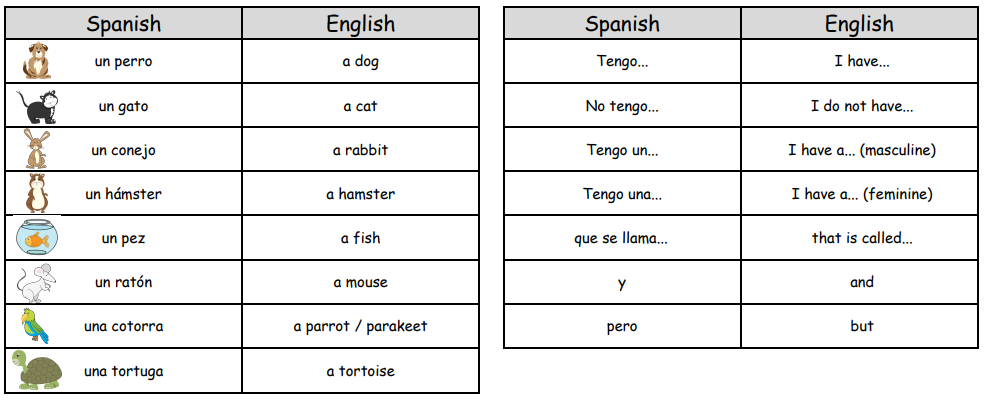 Spanish English
un perro a dog
un gato a cat
un conejo a rabbit
un hámster a hamster
un pez a fish
un ratón a mouse
una cotorra a parrot / parakeet
una tortuga a tortoise
Spanish English
Tengo... I have...
No tengo... I do not have...
Tengo un... I have a... (masculine)
Tengo una... I have a... (feminine)
que se llama... that is called...
y and
pero but